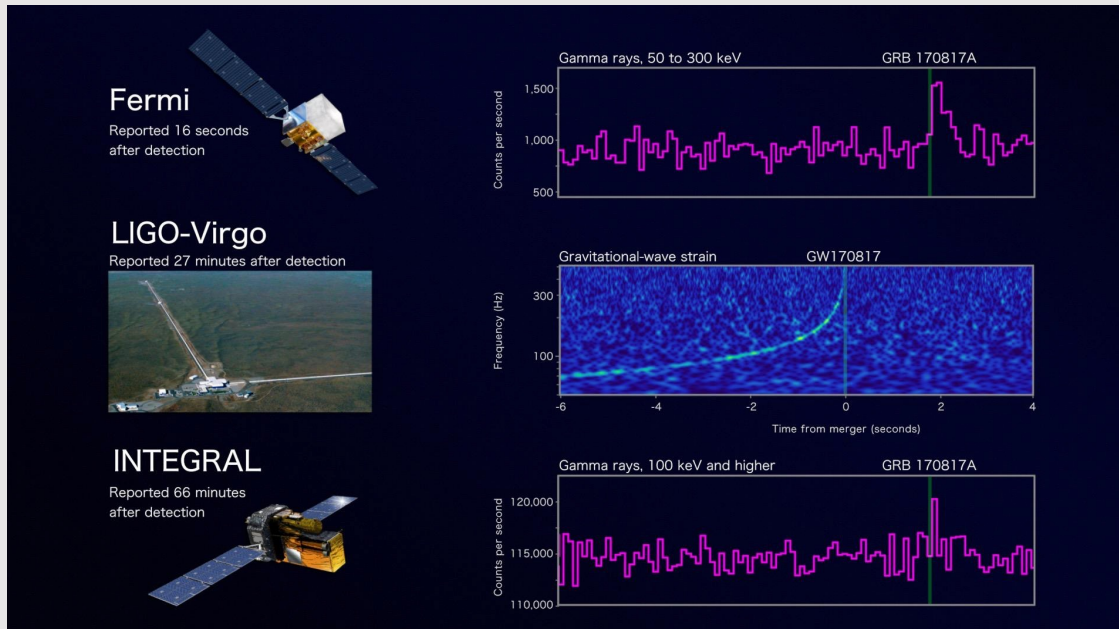 Fermi
Reported 16 seconds
after detection
Gamma rays, 50 to 300 keV
GRB 170817A
Counts per second
1,500
1,000
500
LIGO-Virgo
Reported 27 minutes after detection
Gravitational-wave strain
GW170817
Frequency (Hz)
300
100
-6
-4
-2
0
2
4
Time from merger (seconds)
INTEGRAL
Reported 66 minutes
after detection
Gamma rays, 100 keV and higher
GRB 170817A
Counts per second
120,000
115,000
110,000